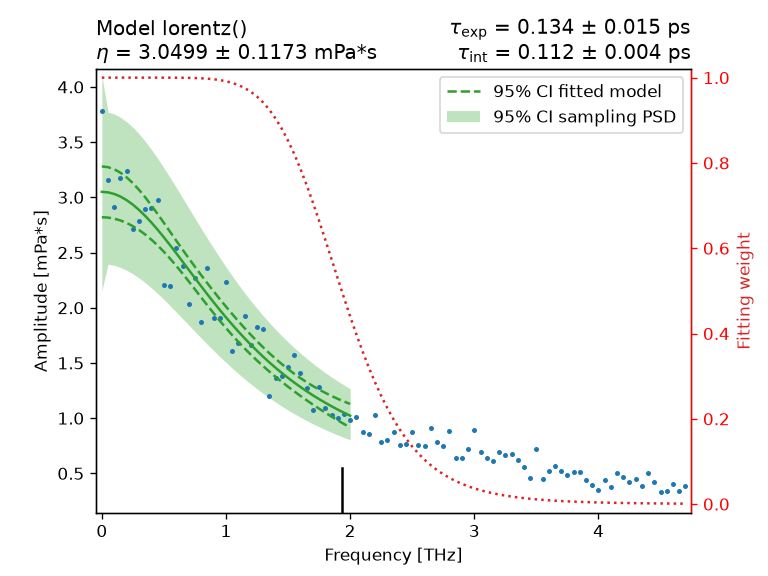 Model lorentz()
η = 3.0499 ± 0.1173 mPa*s
τexp = 0.134 ± 0.015 ps
τint = 0.112 ± 0.004 ps
95% CI fitted model
95% CI sampling PSD
4.0
3.5
3.0
2.5
2.0
1.5
1.0
0.5
Amplitude [mPa*s]
1.0
0.8
0.6
0.4
0.2
0.0
Fitting weight
0 1 2 3 4
Frequency [THz]